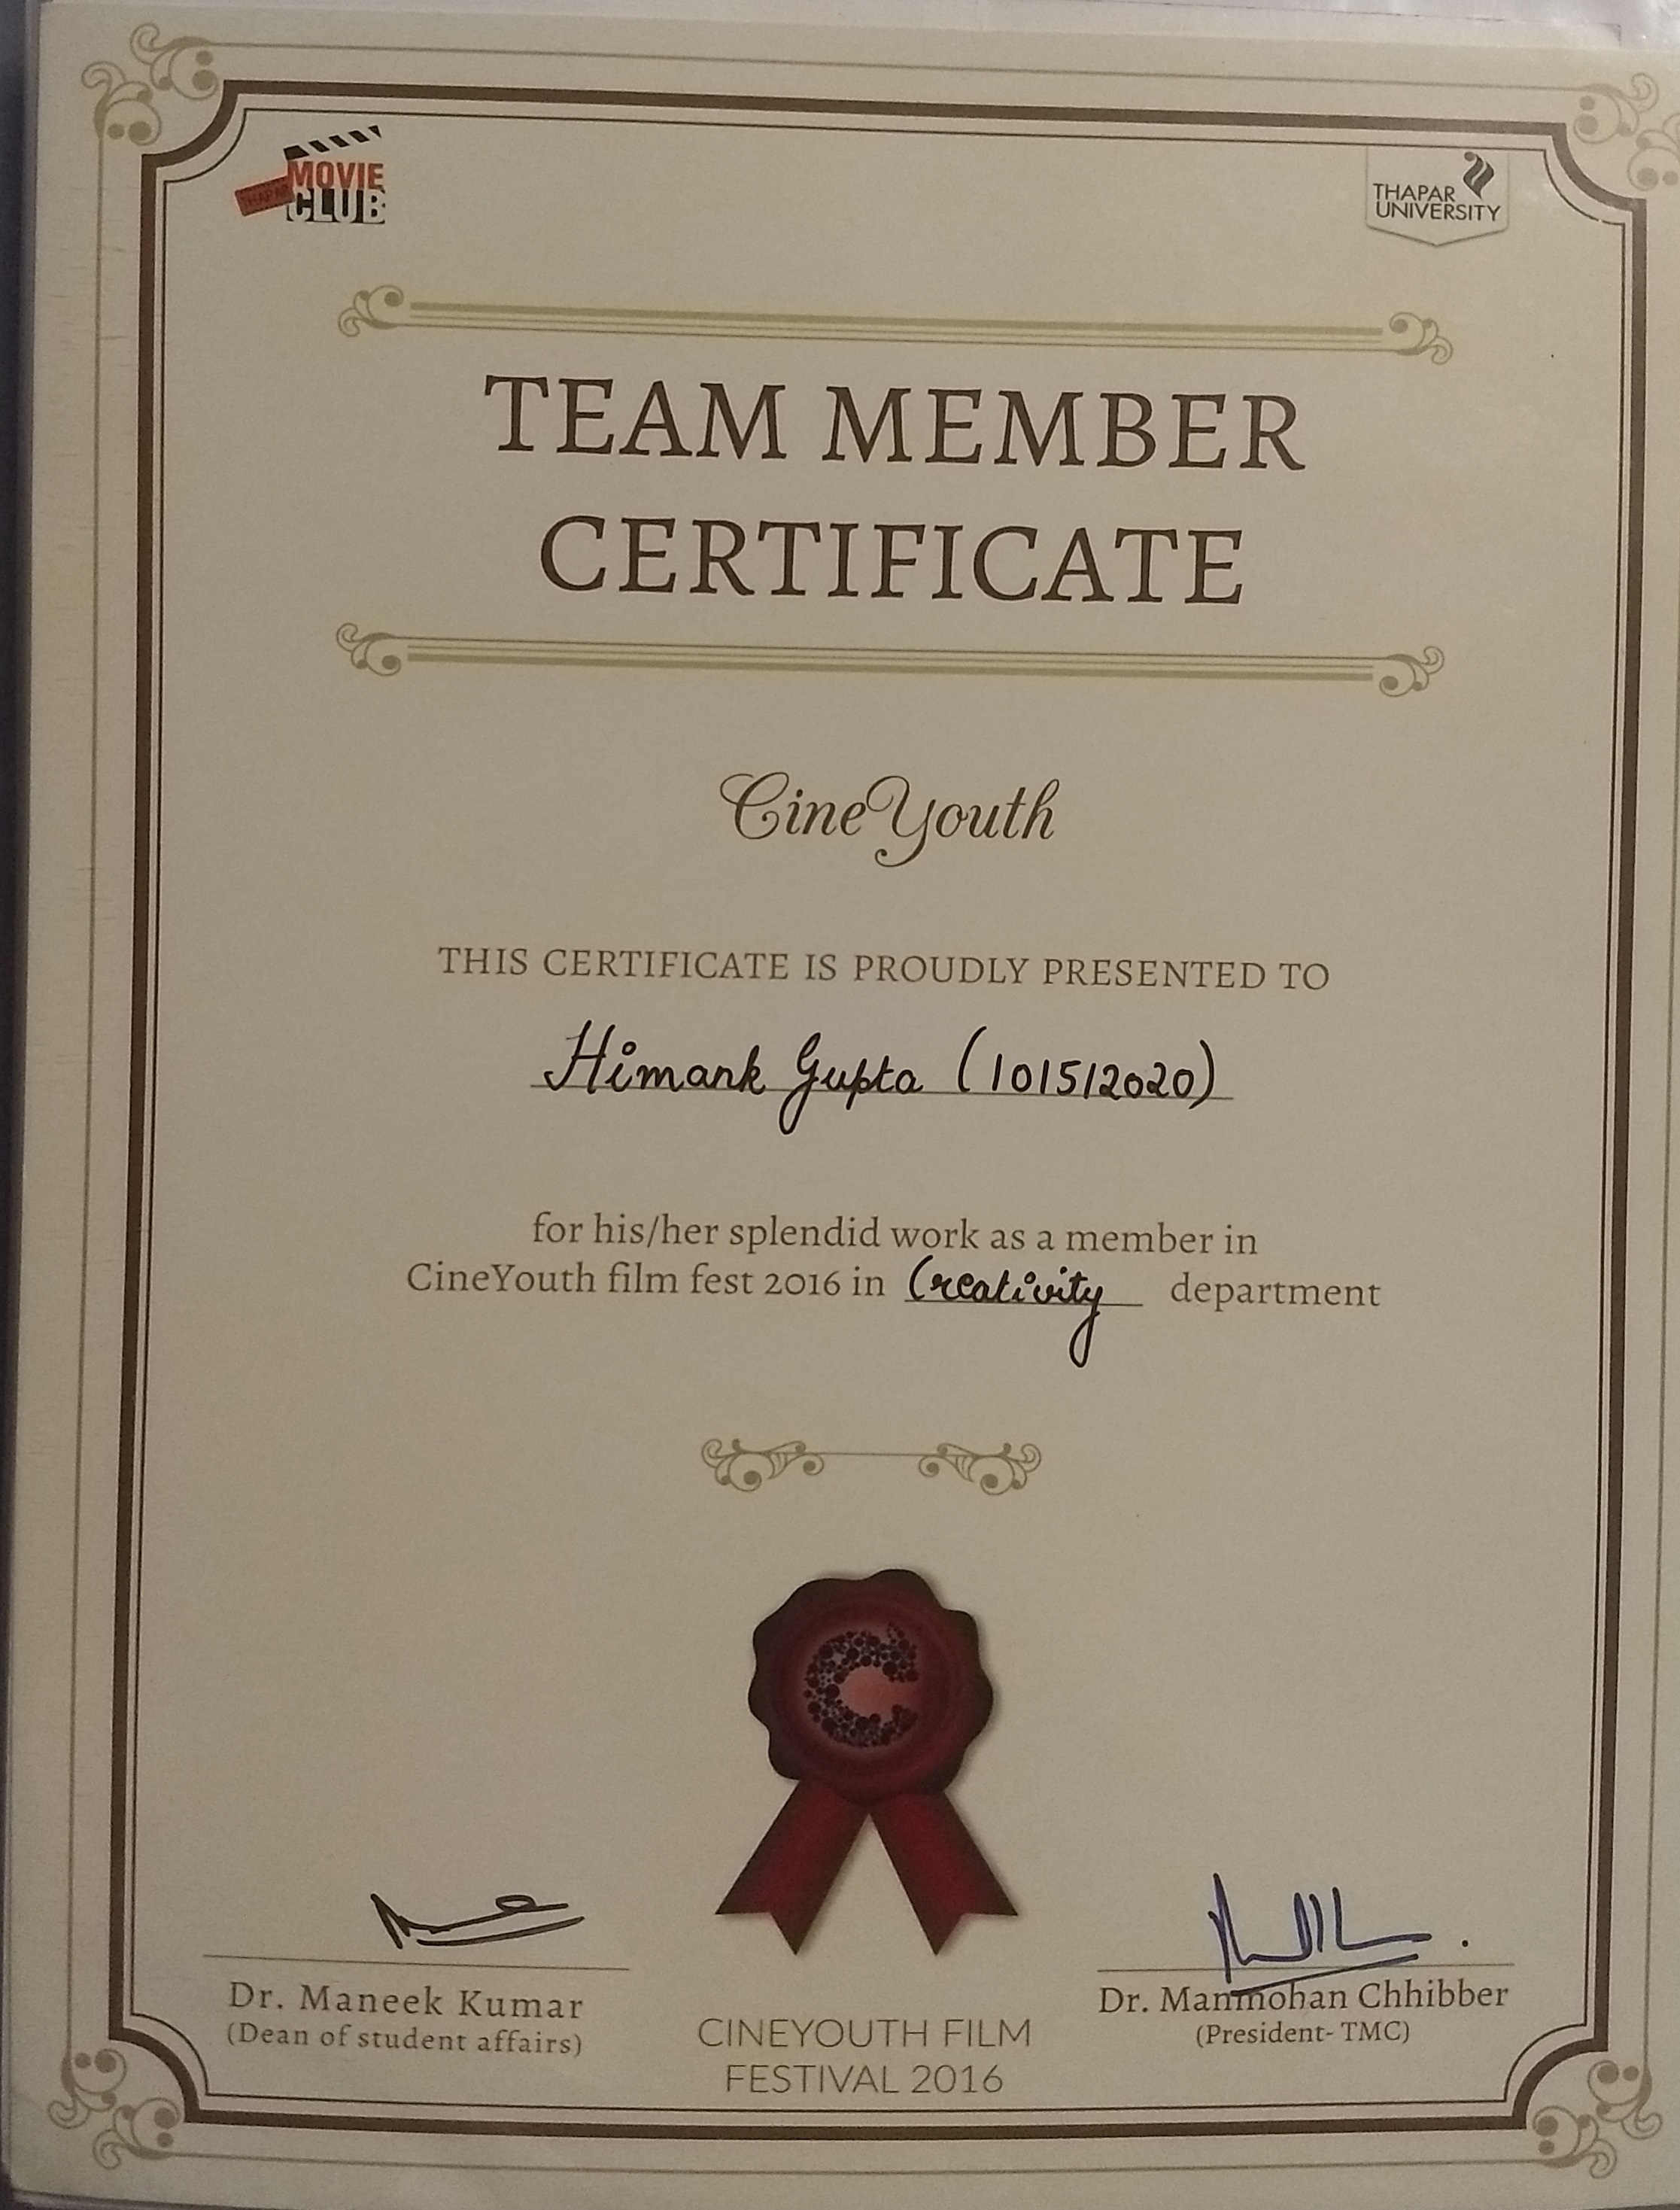 THAPAR MOVIE
CLUB
THAPAR
UNIVERSITY
TEAM MEMBER
CERTIFICATE
CineYouth
THIS CERTIFICATE IS PROUDLY PRESENTED TO
Himank Gupta (101512020)
for his/her splendid work as a member in
CineYouth film fest 2016 in Creativity department
C
Dr. Maneek Kumar
(Dean of student affairs)
CINEYOUTH FILM
FESTIVAL 2016
Dr. Manmohan Chhibber
(President- TMC)